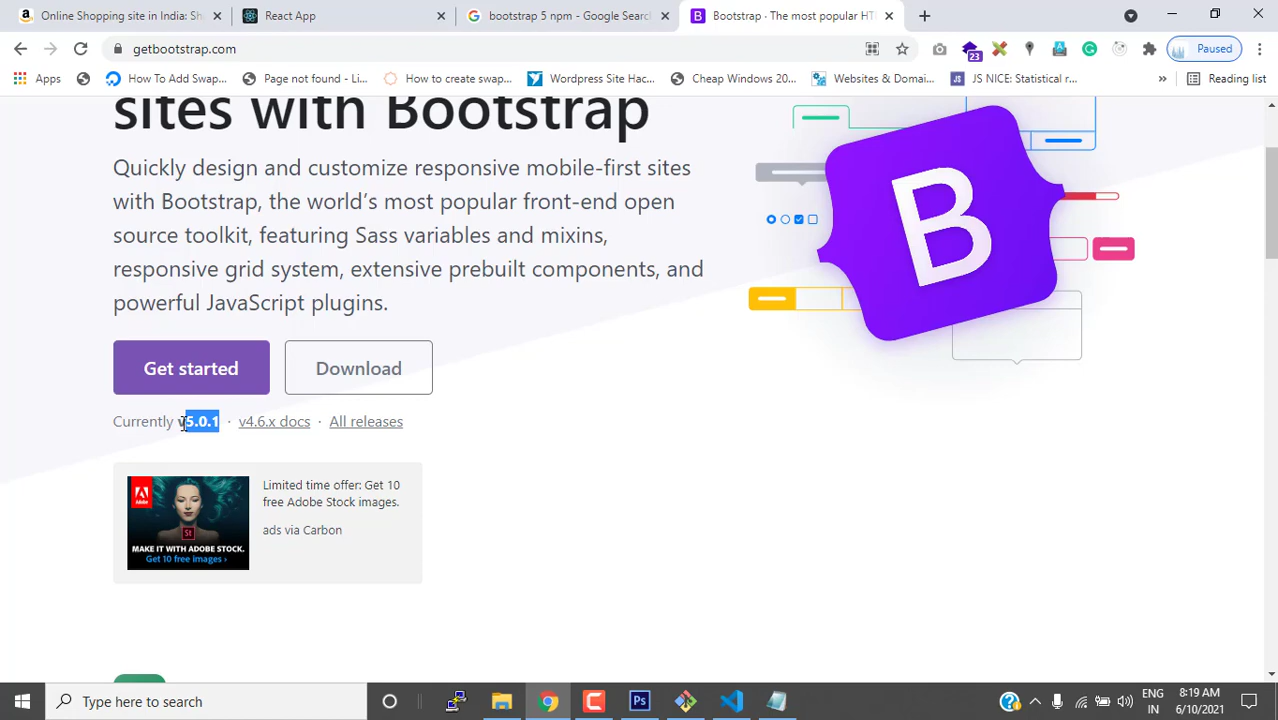 Online Shopping site in India: Sh
React App
bootstrap 5 npm - Google Searc
Bootstrap · The most popular HT
getbootstrap.com
23
Paused
Apps
How To Add Swap...
Page not found - Li...
How to create swap...
Wordpress Site Hac...
Cheap Windows 20...
Websites & Domai...
JS NICE: Statistical r...
»
Reading list
sites with Bootstrap
Quickly design and customize responsive mobile-first sites
with Bootstrap, the world's most popular front-end open
source toolkit, featuring Sass variables and mixins,
responsive grid system, extensive prebuilt components, and
powerful JavaScript plugins.
B
Get started
Download
Currently v5.0.1 · v4.6.x docs · All releases
Limited time offer: Get 10
free Adobe Stock images.
ads via Carbon
St
MAKE IT WITH ADOBE STOCK.
Get 10 free images ›
Type here to search
Ps
ENG
IN
8:19 AM
6/10/2021